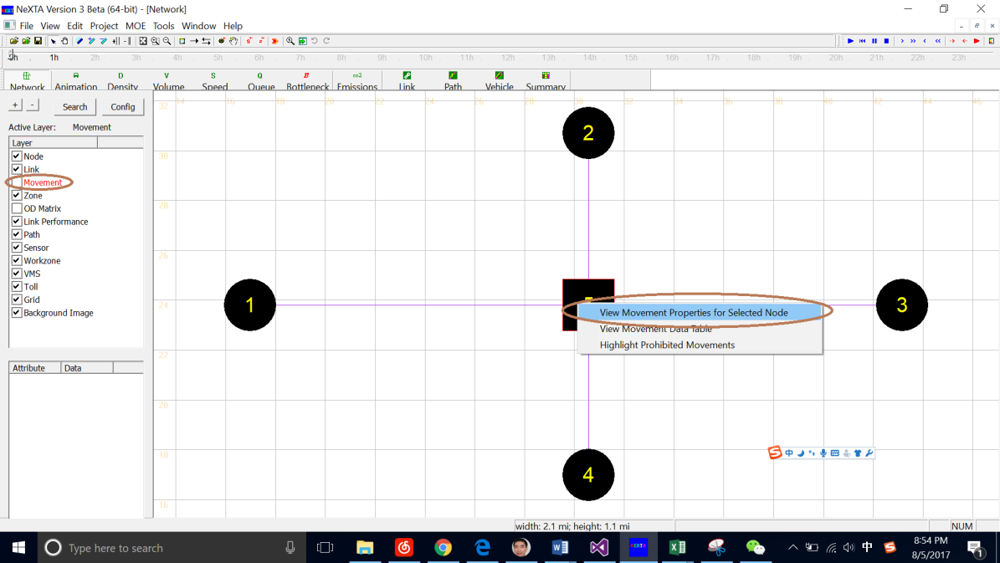 NeXTA Version 3 Beta (64-bit) - [Network]
File View Edit Project MOE Tools Window Help
1h 2h 3h 4h 5h 6h 7h 8h 9h 10h 11h 12h 13h 14h 15h 16h 17h 18h 19h 20h 21h 22h 23h
Network Animation Density Volume Speed Queue Bottleneck Emissions Link Path Vehicle Summary
+ - Search Config
Active Layer: Movement
Layer
Node
Link
Movement
Zone
OD Matrix
Link Performance
Path
Sensor
Workzone
VMS
Toll
Grid
Background Image
Attribute Data
32 14 16 18 20 22 24 26 28 30 32 34 36 42 44 46
30
28
26
24
22
20
18
16
2
1
3
4
View Movement Properties for Selected Node
View Movement Data Table
Highlight Prohibited Movements
中
width: 2.1 mi; height: 1.1 mi
NUM
Type here to search
中
8:54 PM
8/5/2017
1